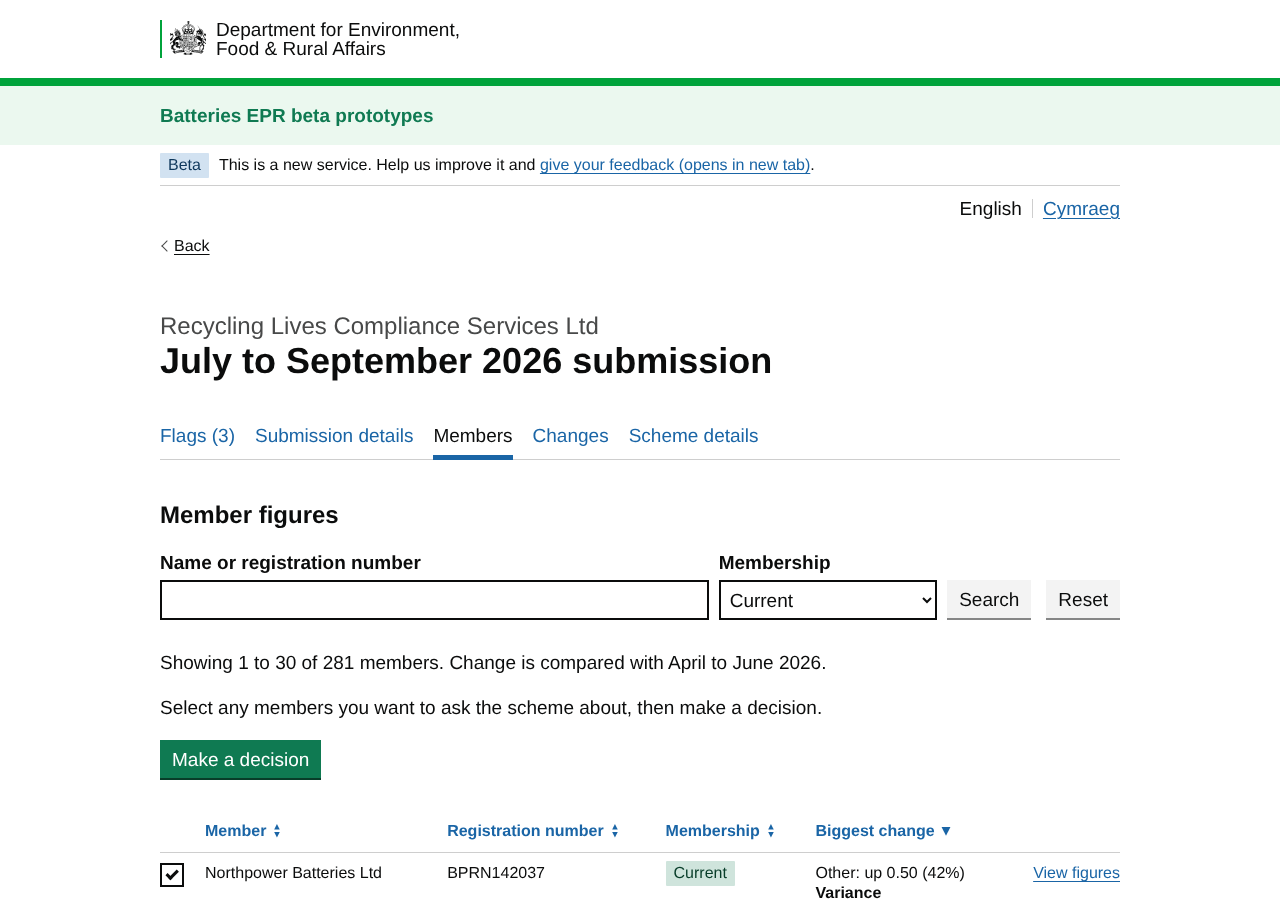 Department for Environment,
Food & Rural Affairs
Batteries EPR beta prototypes
Beta This is a new service. Help us improve it and give your feedback (opens in new tab).
English Cymraeg
Back
Recycling Lives Compliance Services Ltd
July to September 2026 submission
Flags (3) Submission details Members Changes Scheme details
Member figures
Name or registration number Membership
Current Search Reset
Showing 1 to 30 of 281 members. Change is compared with April to June 2026.
Select any members you want to ask the scheme about, then make a decision.
Make a decision
Member Registration number Membership Biggest change
Northpower Batteries Ltd BPRN142037 Current Other: up 0.50 (42%) View figures
Variance